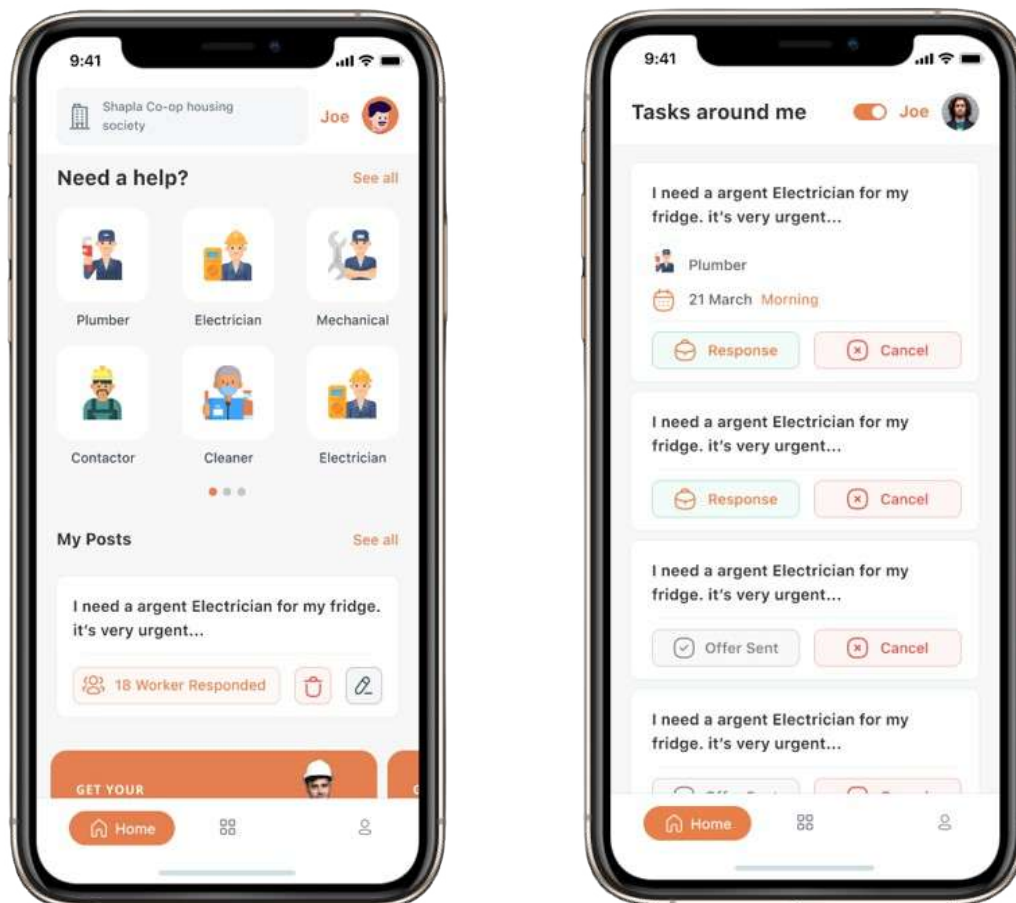 9:41
Shapla Co-op housing
society
Joe
Need a help?
See all
Plumber
Electrician
Mechanical
Contactor
Cleaner
Electrician
My Posts
See all
I need a argent Electrician for my fridge.
it's very urgent...
18 Worker Responded
GET YOUR
Home
9:41
Tasks around me
Joe
I need a argent Electrician for my
fridge. it's very urgent...
Plumber
21 March Morning
Response
Cancel
I need a argent Electrician for my
fridge. it's very urgent...
Response
Cancel
I need a argent Electrician for my
fridge. it's very urgent...
Offer Sent
Cancel
I need a argent Electrician for my
fridge. it's very urgent...
Home